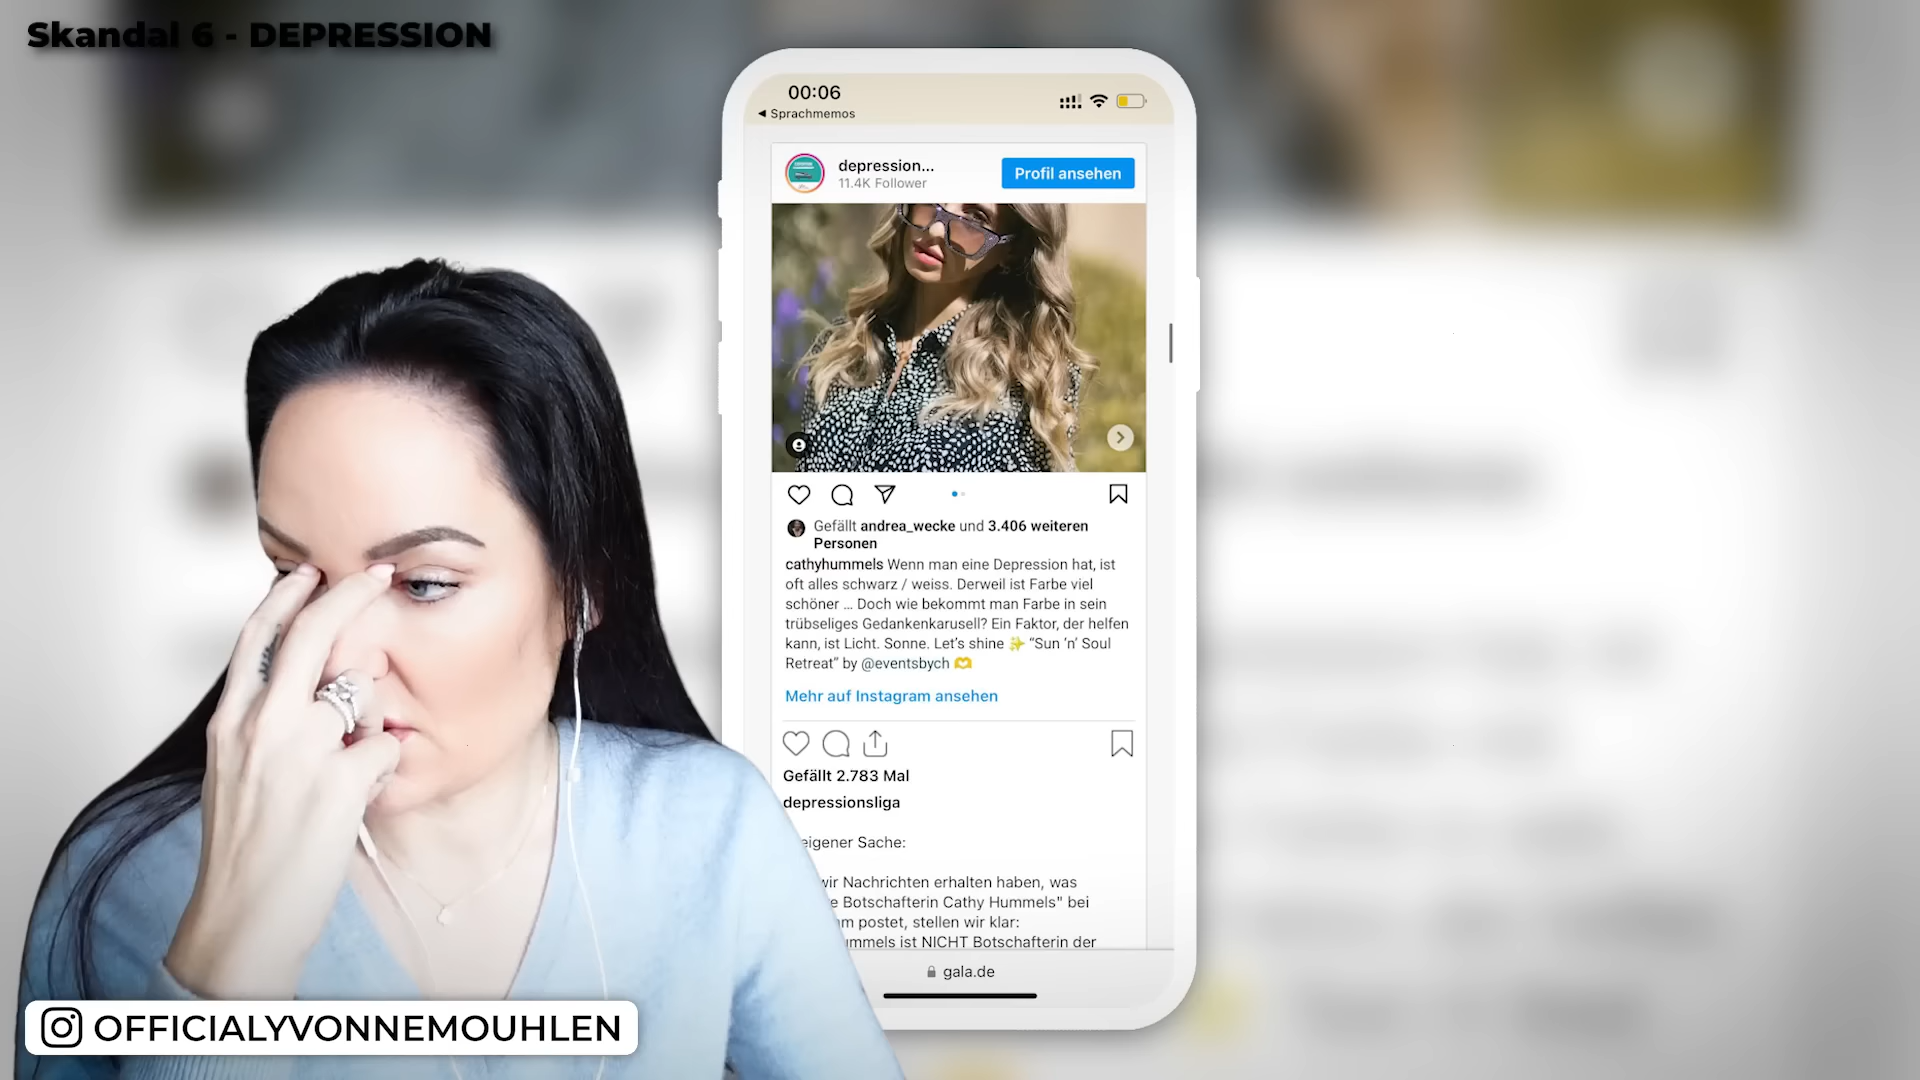 Skandal 6 - DEPRESSION
00:06
Sprachmemos
depression...
11.4K Follower
Profil ansehen
Gefällt andrea_wecke und 3.406 weiteren
Personen
cathyhummels Wenn man eine Depression hat, ist
oft alles schwarz / weiss. Derweil ist Farbe viel
schöner ... Doch wie bekommt man Farbe in sein
trübseliges Gedankenkarusell? Ein Faktor, der helfen
kann, ist Licht. Sonne. Let's shine ✨ “Sun ‘n’ Soul
Retreat” by @eventsbych 🫶
Mehr auf Instagram ansehen
Gefällt 2.783 Mal
depressionsliga
eigener Sache:
wir Nachrichten erhalten haben, was
e Botschafterin Cathy Hummels" bei
m postet, stellen wir klar:
mmels ist NICHT Botschafterin der
gala.de
OFFICIALYVONNEMOUHLEN